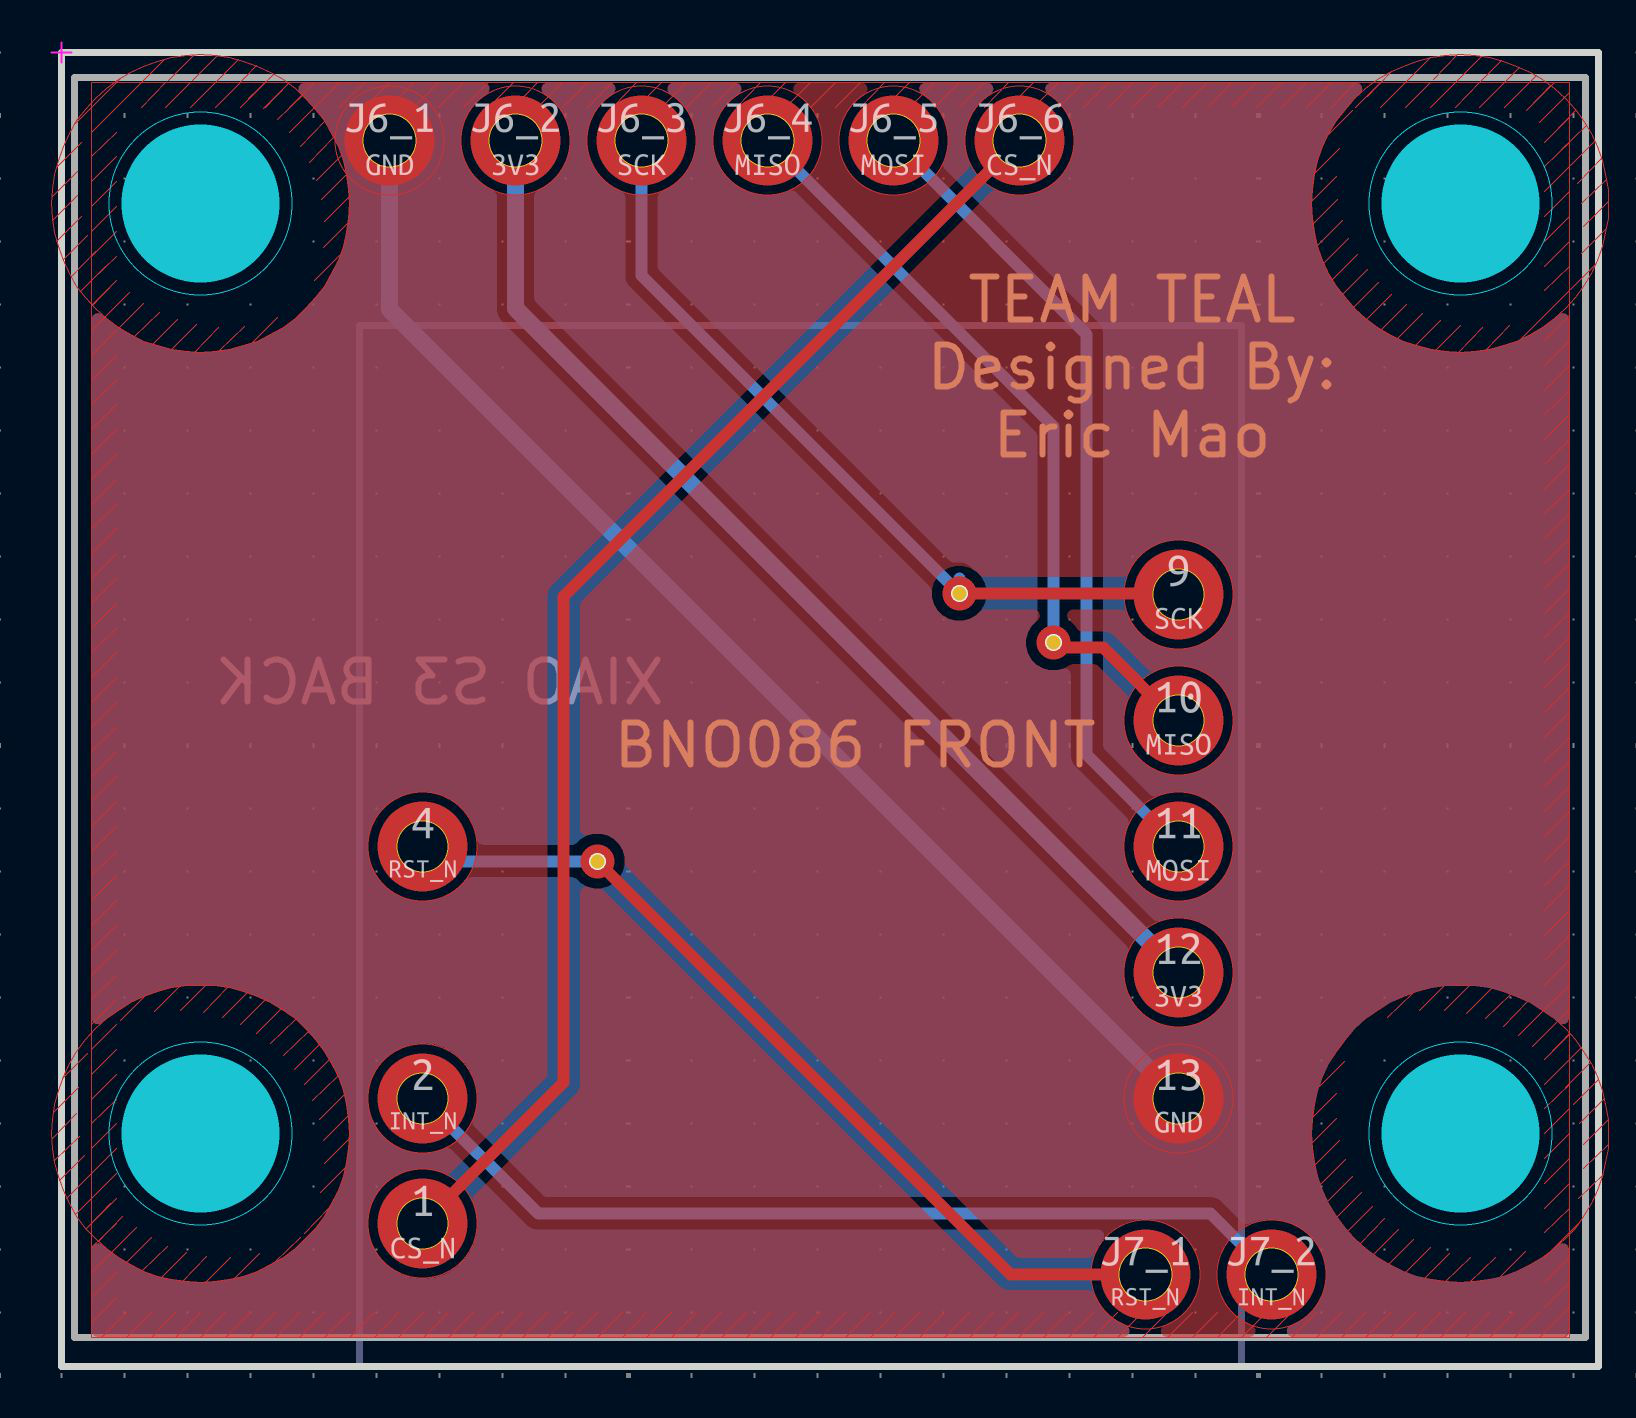 J6_1
GND
J6_2
3V3
J6_3
SCK
J6_4
MISO
J6_5
MOSI
J6_6
CS_N
TEAM TEAL
Designed By:
Eric Mao
9
SCK
XIAO S3 BACK
10
MISO
BNO086 FRONT
4
RST_N
11
MOSI
12
3V3
2
INT_N
13
GND
1
CS_N
J7_1
RST_N
J7_2
INT_N